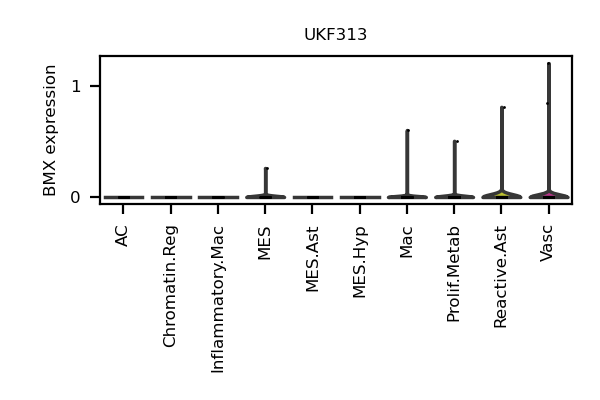 UKF313
BMX expression
1
0
AC
Chromatin.Reg
Inflammatory.Mac
MES
MES.Ast
MES.Hyp
Mac
Prolif.Metab
Reactive.Ast
Vasc